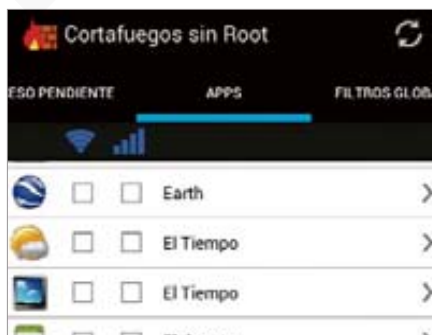 Cortafuegos sin Root
ESO PENDIENTE APPS FILTROS GLOB
Earth
El Tiempo
El Tiempo